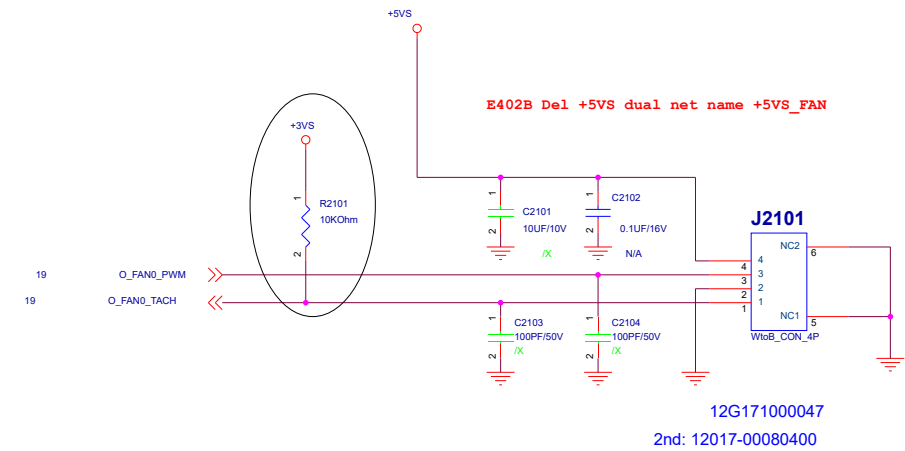 +5VS
E402B Del +5VS dual net name +5VS_FAN
+3VS
1
R2101
10KOhm
2
1
C2101
10UF/10V
2
/X
1
C2102
0.1UF/16V
2
N/A
J2101
NC2
6
4
4
3
3
2
2
1
1
NC1
5
WtoB_CON_4P
19 O_FAN0_PWM
19 O_FAN0_TACH
1
C2103
100PF/50V
/X
2
1
C2104
100PF/50V
/X
2
12G171000047
2nd: 12017-00080400